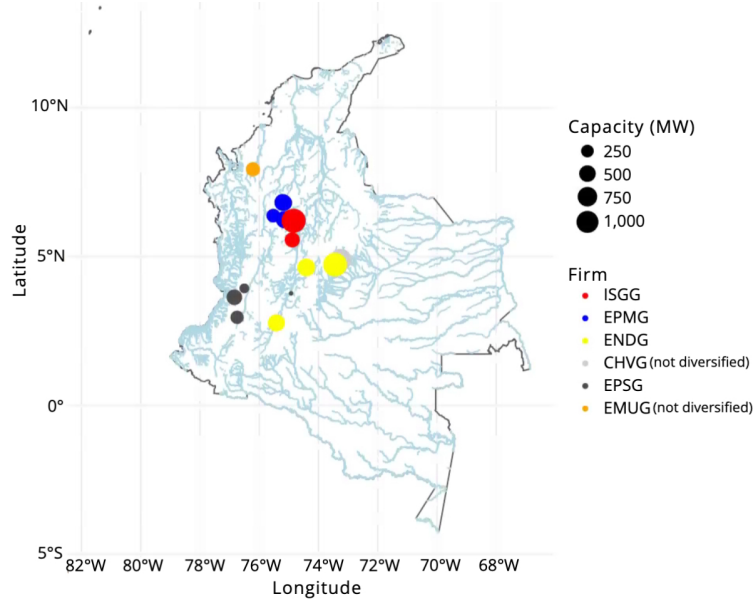 10°N
5°N
0°
5°S
Latitude
82°W 80°W 78°W 76°W 74°W 72°W 70°W 68°W
Longitude
Capacity (MW)
250
500
750
1,000
Firm
ISGG
EPMG
ENDG
CHVG (not diversified)
EPSG
EMUG (not diversified)